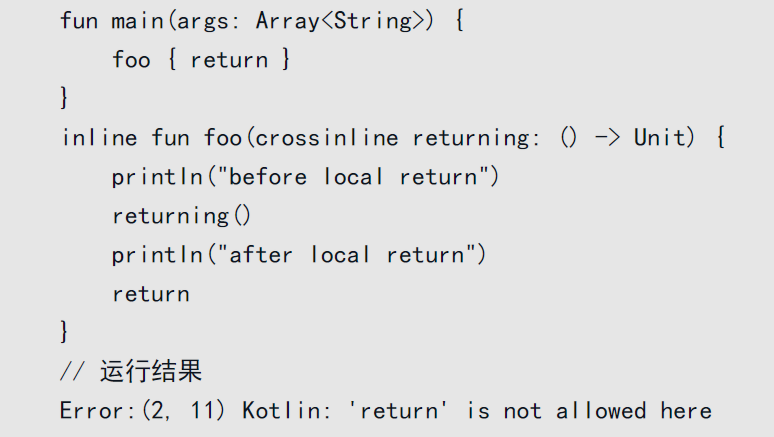 fun main(args: Array<String>) {
    foo { return }
}
inline fun foo(crossinline returning: () -> Unit) {
    println("before local return")
    returning()
    println("after local return")
    return
}
// 运行结果
Error:(2, 11) Kotlin: 'return' is not allowed here